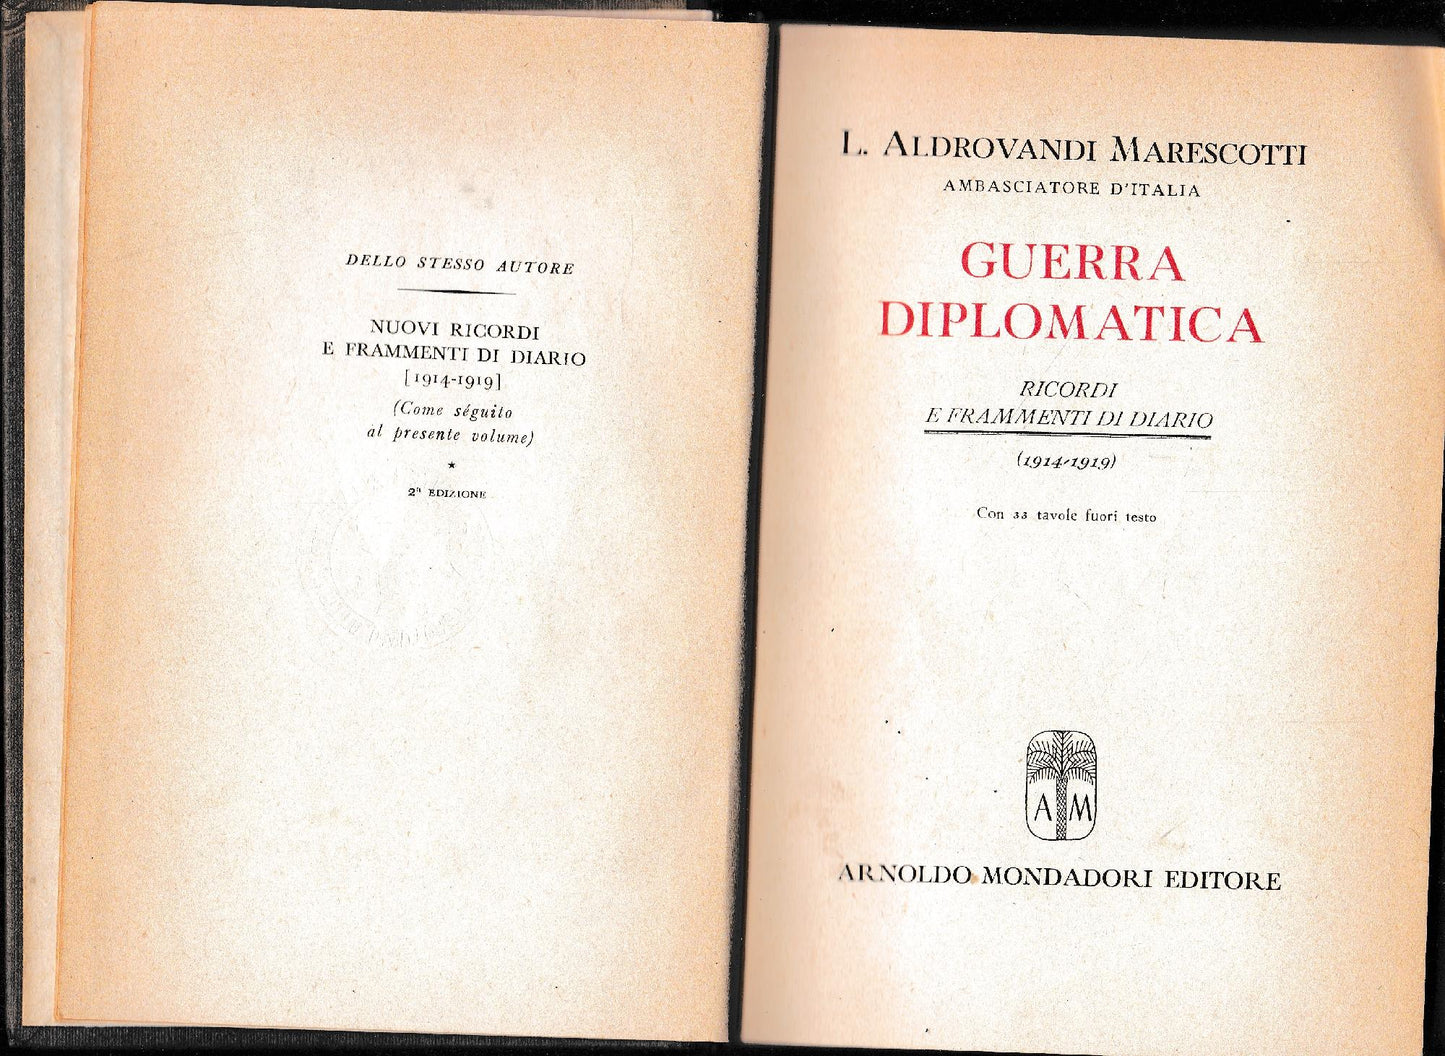 DELLO STESSO AUTORE
NUOVI RICORDI
E FRAMMENTI DI DIARIO
[1914-1919]
(Come séguito
al presente volume)
2ª EDIZIONE
L. ALDROVANDI MARESCOTTI
AMBASCIATORE D'ITALIA
GUERRA
DIPLOMATICA
RICORDI
E FRAMMENTI DI DIARIO
(1914-1919)
Con 33 tavole fuori testo
A M
ARNOLDO MONDADORI EDITORE